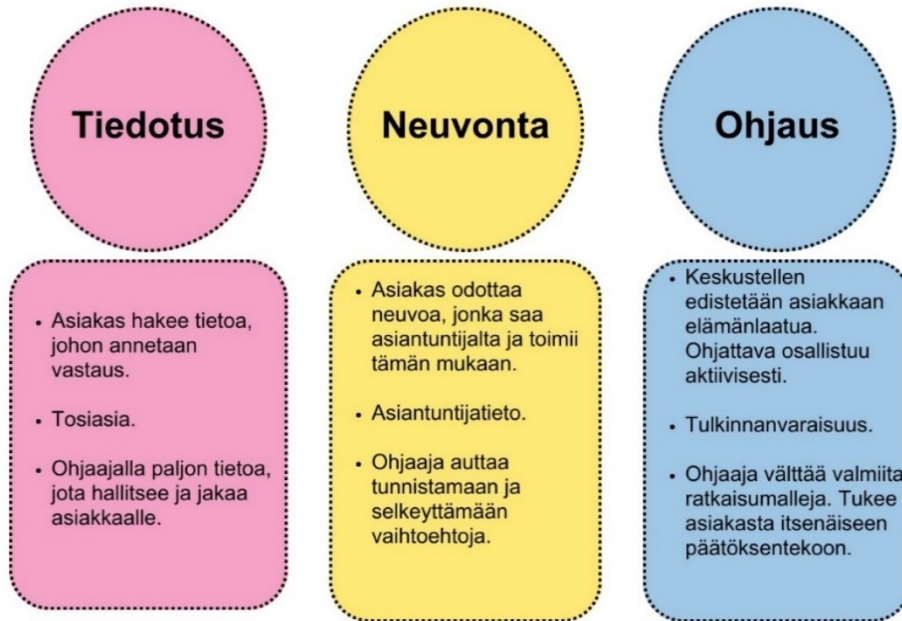 Tiedotus
• Asiakas hakee tietoa,
johon annetaan
vastaus.
• Tosiasia.
• Ohjaajalla paljon tietoa,
jota hallitsee ja jakaa
asiakkaalle.
Neuvonta
• Asiakas odottaa
neuvoa, jonka saa
asiantuntijalta ja toimii
tämän mukaan.
• Asiantuntijatieto.
• Ohjaaja auttaa
tunnistamaan ja
selkeyttämään
vaihtoehtoja.
Ohjaus
• Keskustellen
edistetään asiakkaan
elämänlaatua.
Ohjattava osallistuu
aktiivisesti.
• Tulkinnanvaraisuus.
• Ohjaaja välttää valmiita
ratkaisumalleja. Tukee
asiakasta itsenäiseen
päätöksentekoon.